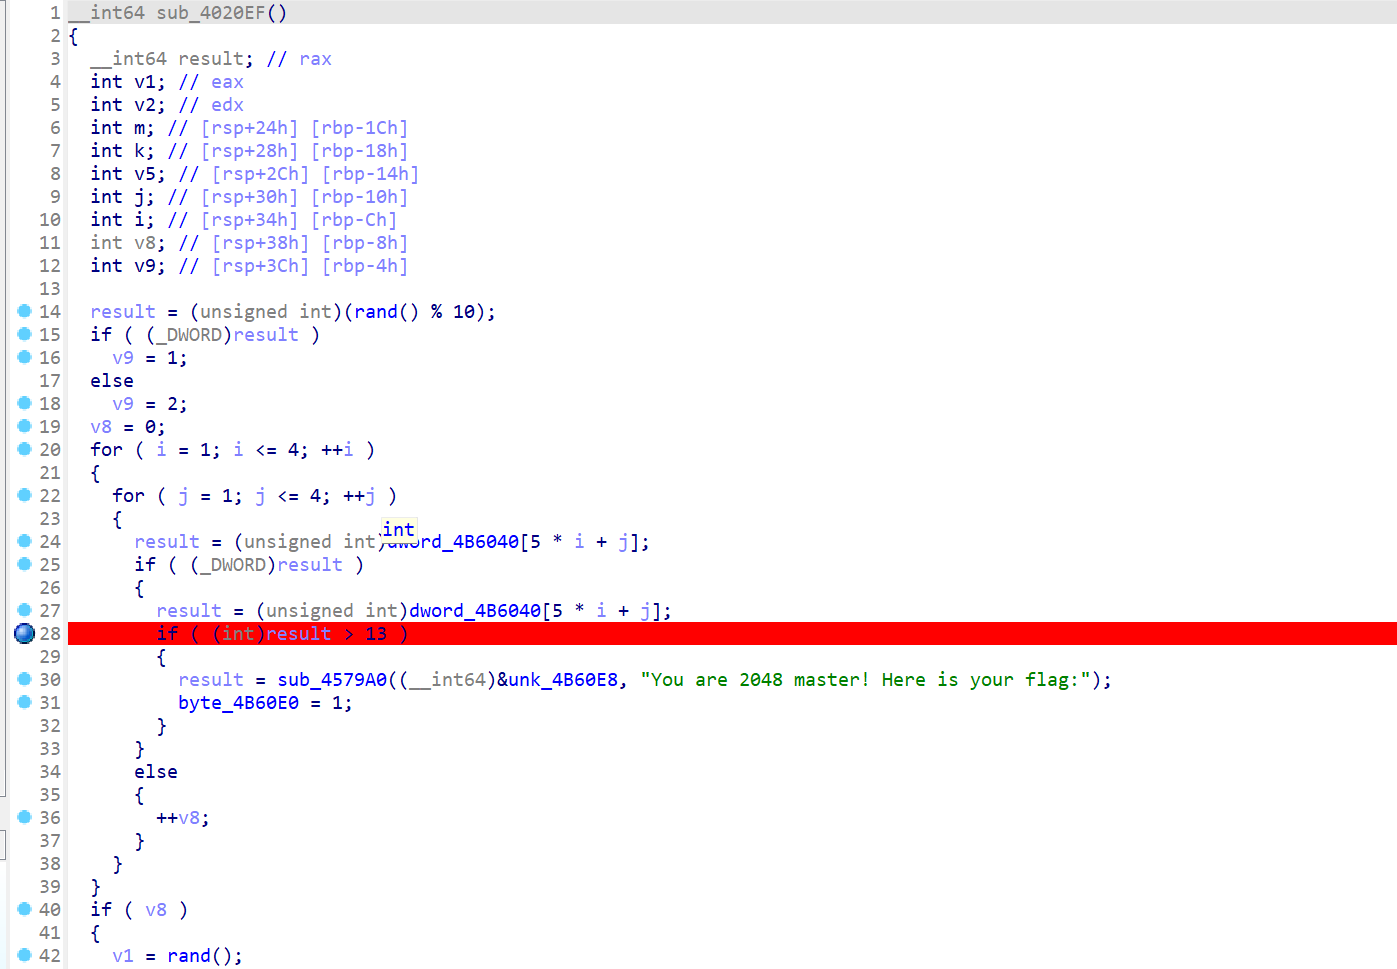 1 __int64 sub_4020EF()
2 {
3   __int64 result; // rax
4   int v1; // eax
5   int v2; // edx
6   int m; // [rsp+24h] [rbp-1Ch]
7   int k; // [rsp+28h] [rbp-18h]
8   int v5; // [rsp+2Ch] [rbp-14h]
9   int j; // [rsp+30h] [rbp-10h]
10   int i; // [rsp+34h] [rbp-Ch]
11   int v8; // [rsp+38h] [rbp-8h]
12   int v9; // [rsp+3Ch] [rbp-4h]
13
14   result = (unsigned int)(rand() % 10);
15   if ( (_DWORD)result )
16     v9 = 1;
17   else
18     v9 = 2;
19   v8 = 0;
20   for ( i = 1; i <= 4; ++i )
21   {
22     for ( j = 1; j <= 4; ++j )
23     {
int
24       result = (unsigned int)dword_4B6040[5 * i + j];
25       if ( (_DWORD)result )
26       {
27         result = (unsigned int)dword_4B6040[5 * i + j];
28         if ( (int)result > 13 )
29         {
30           result = sub_4579A0((__int64)&unk_4B60E8, "You are 2048 master! Here is your flag:");
31           byte_4B60E0 = 1;
32         }
33       }
34       else
35       {
36         ++v8;
37       }
38     }
39   }
40   if ( v8 )
41   {
42     v1 = rand();